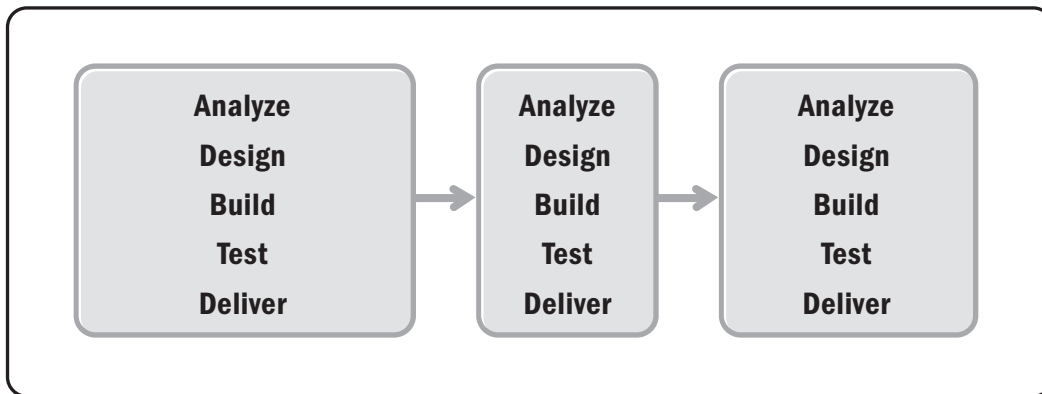 Analyze
Design
Build
Test
Deliver
Analyze
Design
Build
Test
Deliver
Analyze
Design
Build
Test
Deliver